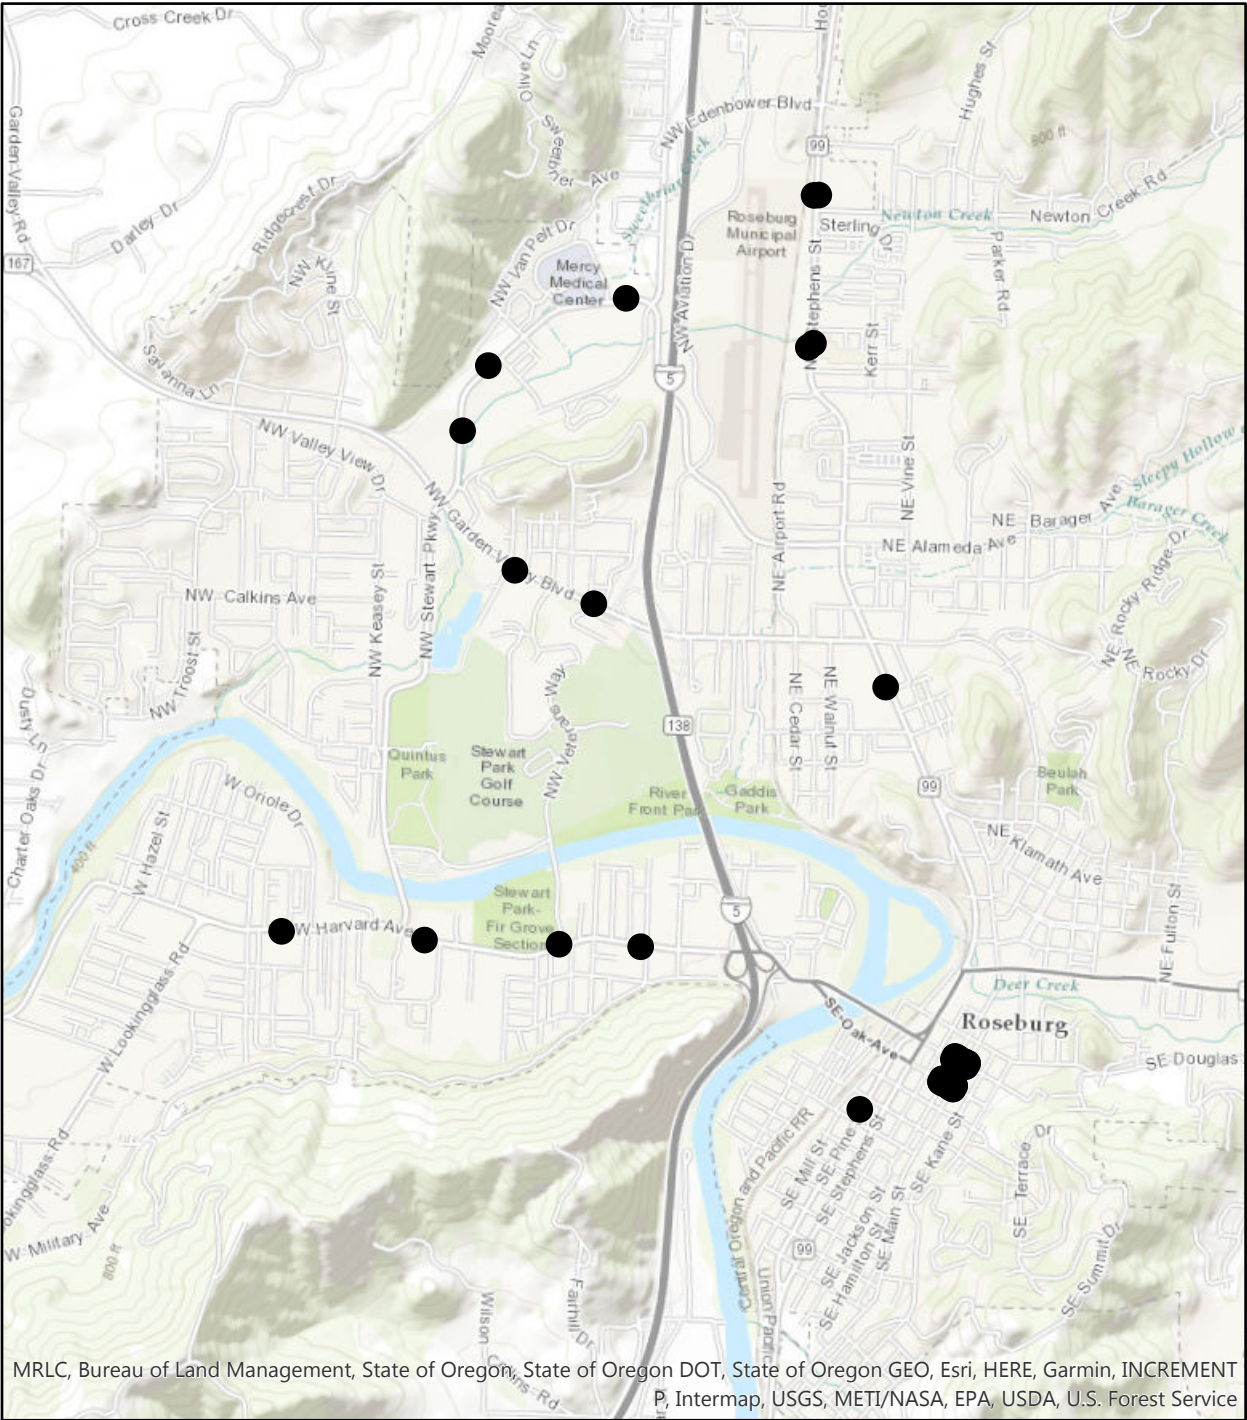 Cross Creek Dr
Olive Ln
Hughes St
NW Edenbower Blvd
Garden Valley Rd
99
800 ft
Ave
Sweetbriar Creek
Ridgecrest Dr
Darley Dr
Newton Creek Rd
Newton Creek
Roseburg
Municipal
Airport
Sterling Dr
Parker Rd
167
NW Van Pelt Dr
Mercy
Medical
Center
NW Kyne St
NW Aviation Dr
Kerr St
5
Savanna Ln
NW Valley View Dr
NE Vine St
Sleepy Hollow
NW Garden
y Blvd
NE Airport Rd
NE Barager Ave
Barager Creek
NE Alameda Ave
NW Stewart Pkwy
NW Keasey St
NW Calkins Ave
NE Rocky Ridge Dr
NE Rocky Dr
NW Troost St
NW Veterans Way
NE Cedar St
NE Walnut St
Dusty Ln
138
Quintus
Park
Stewart
Park
Golf
Course
River
Front Park
Gaddis
Park
99
Beulah
Park
Charter Oaks Dr
W Oriole Dr
W Hazel St
400 ft
NE Klamath Ave
NE Fulton St
Stewart
Park-
Fir Grove
Section
5
W Harvard Ave
W Lookingglass Rd
Deer Creek
SE Oak Ave
Roseburg
SE Douglas
Central Oregon and Pacific RR
SE Mill St
SE Pine
SE Stephens St
SE Kane St
SE Terrace Dr
SE Jackson St
SE Main St
SE Hamilton St
99
SE Summit Dr
okingglass Rd
W Military Ave
800 ft
Fairhill Dr
Union Pacific
MRLC, Bureau of Land Management, State of Oregon, State of Oregon DOT, State of Oregon GEO, Esri, HERE, Garmin, INCREMENT
P, Intermap, USGS, METI/NASA, EPA, USDA, U.S. Forest Service